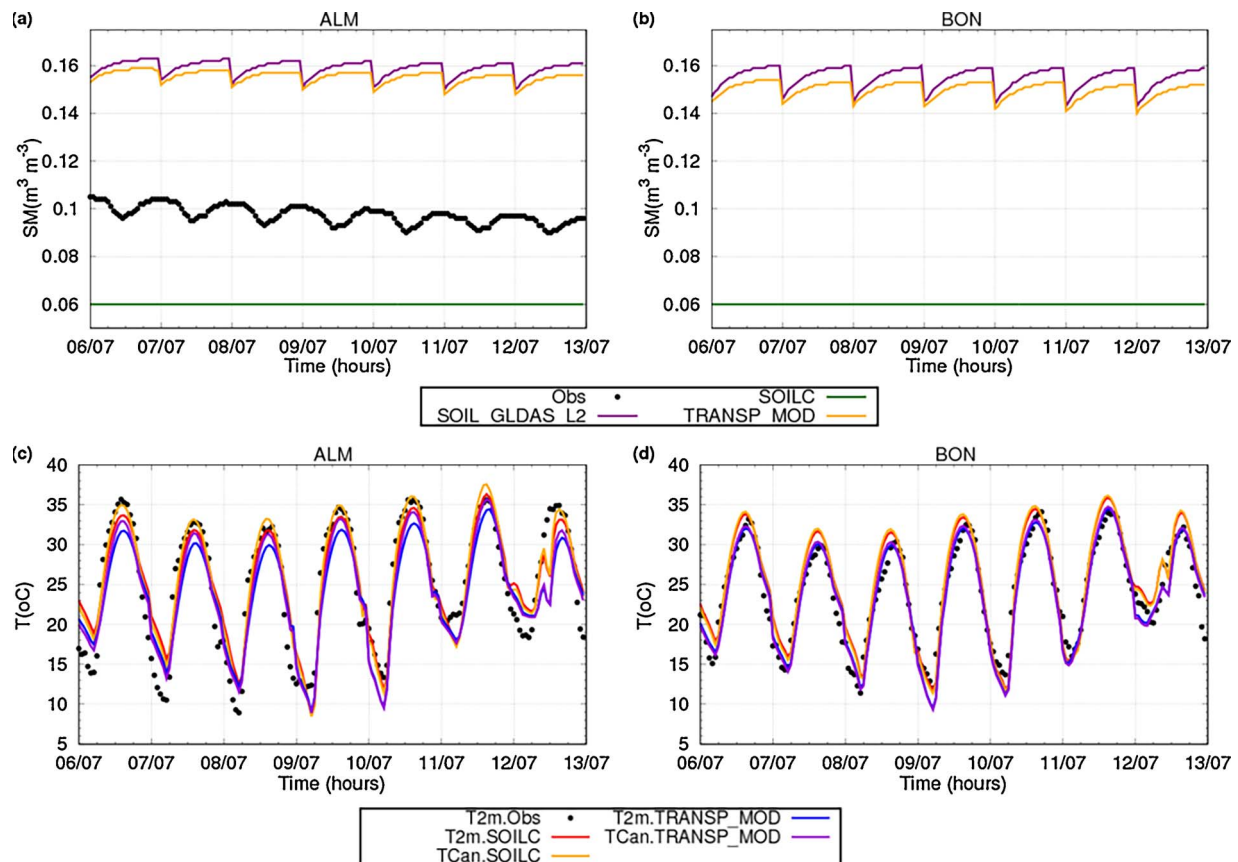 (a) ALM (b) BON
0.16 0.16
0.14 0.14
0.12 0.12
0.1 0.1
0.08 0.08
0.06 0.06
SM(m³ m⁻³) SM(m³ m⁻³)
06/07 07/07 08/07 09/07 10/07 11/07 12/07 13/07 06/07 07/07 08/07 09/07 10/07 11/07 12/07 13/07
Time (hours) Time (hours)
Obs SOILC
SOIL GLDAS L2 TRANSP MOD
(c) ALM (d) BON
40 40
35 35
30 30
25 25
20 20
15 15
10 10
5 5
T(oC) T(oC)
06/07 07/07 08/07 09/07 10/07 11/07 12/07 13/07 06/07 07/07 08/07 09/07 10/07 11/07 12/07 13/07
Time (hours) Time (hours)
T2m.Obs T2m.TRANSP_MOD
T2m.SOILC TCan.TRANSP_MOD
TCan.SOILC